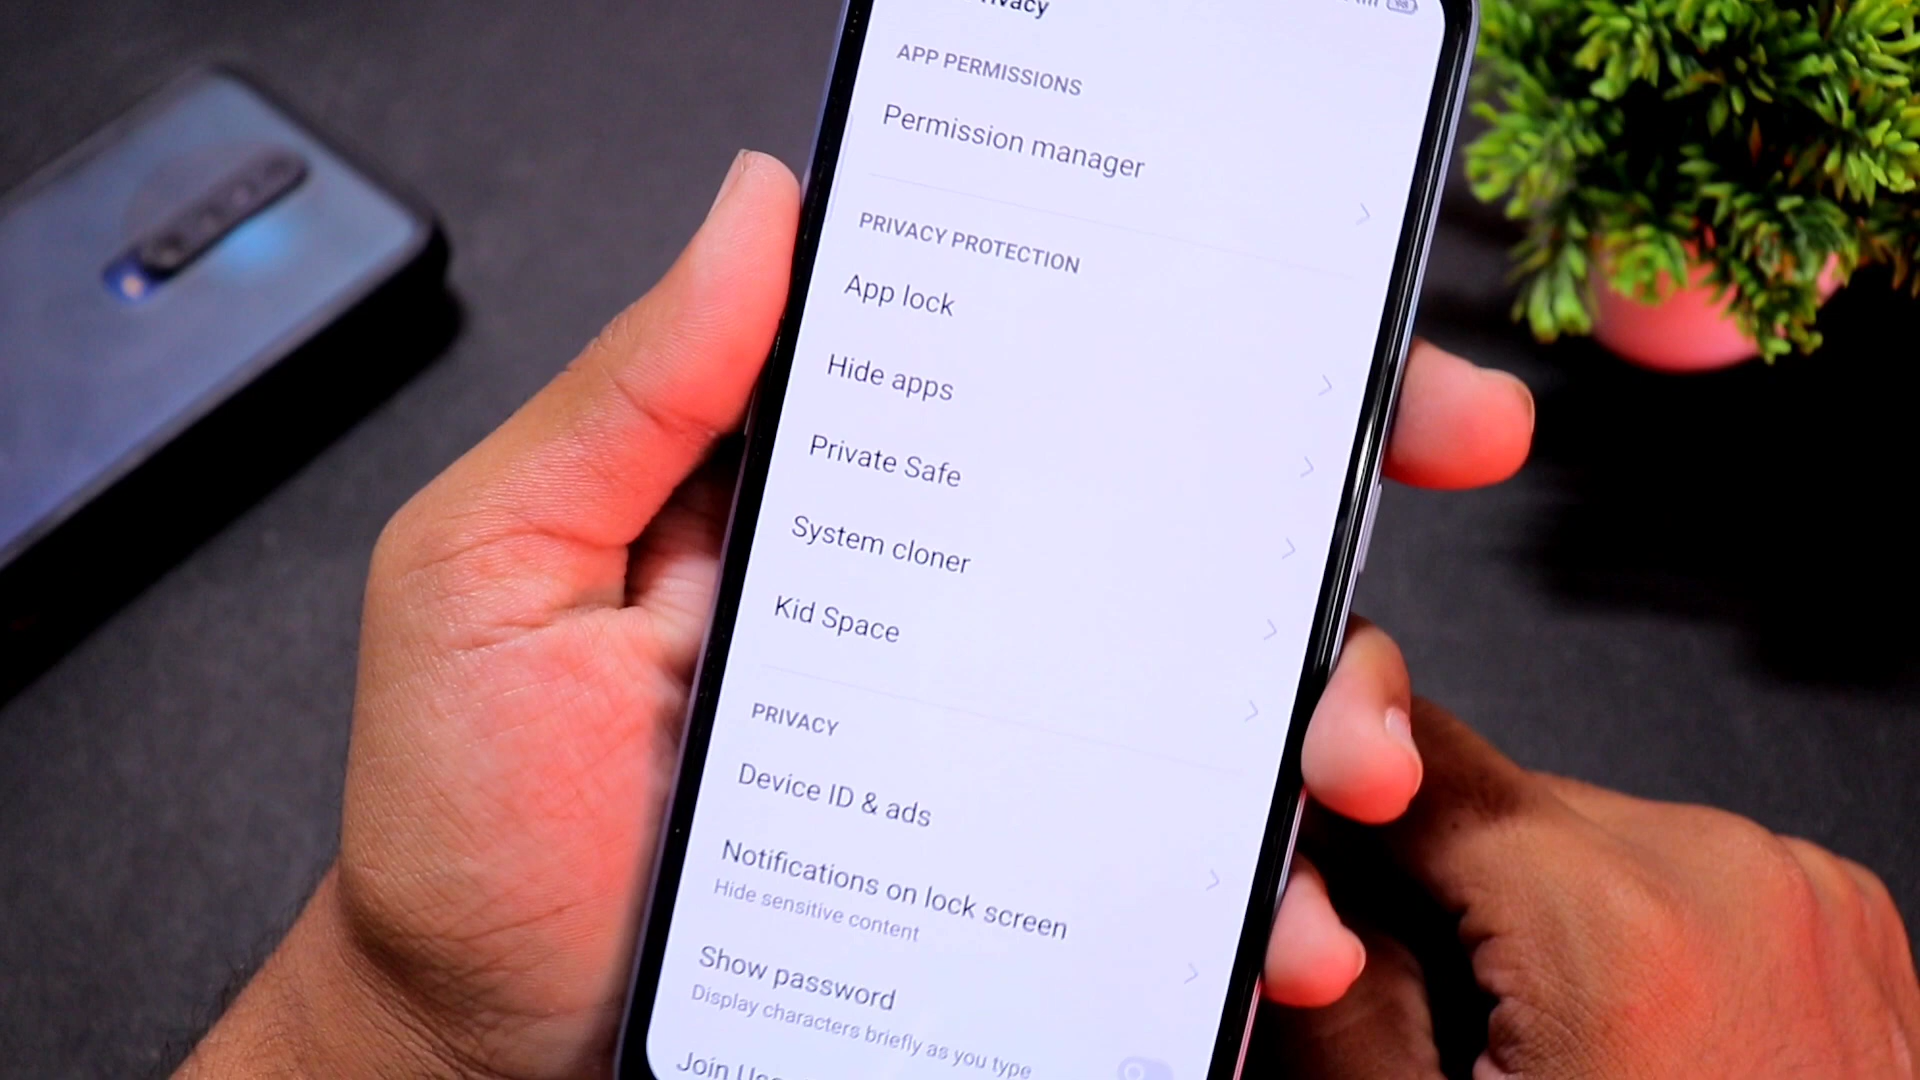 APP PERMISSIONS
Permission manager
PRIVACY PROTECTION
App lock
Hide apps
Private Safe
System cloner
Kid Space
PRIVACY
Device ID & ads
Notifications on lock screen
Hide sensitive content
Show password
Display characters briefly as you type
Join